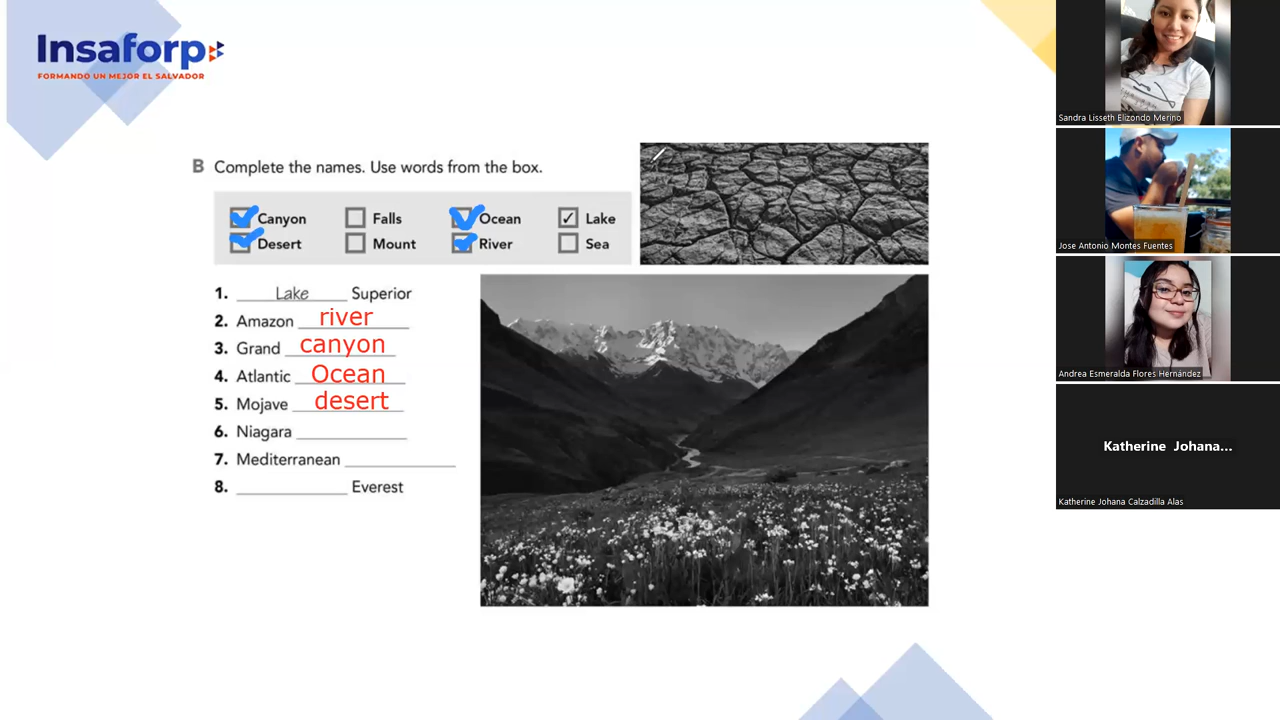 Insaforp
FORMANDO UN MEJOR EL SALVADOR
B Complete the names. Use words from the box.
Canyon Falls Ocean Lake
Desert Mount River Sea
1. Lake Superior
2. Amazon river
3. Grand canyon
4. Atlantic Ocean
5. Mojave desert
6. Niagara
7. Mediterranean
8. Everest
Sandra Lisseth Elizondo Merino
Jose Antonio Montes Fuentes
Andrea Esmeralda Flores Hernández
Katherine Johana...
Katherine Johana Calzadilla Alas